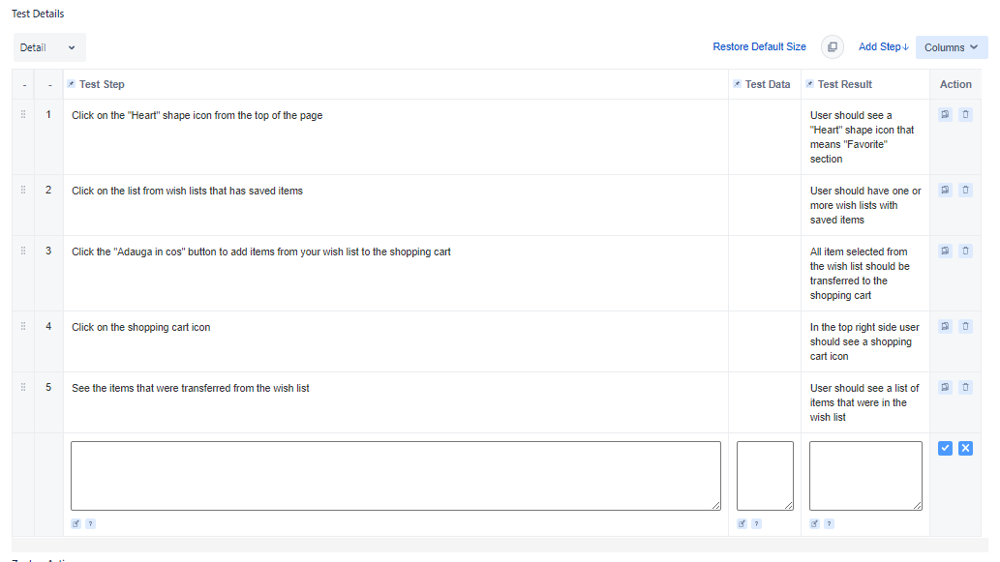 Test Details
Detail
Restore Default Size
Add Step↓
Columns
-
-
Test Step
Test Data
Test Result
Action
1
Click on the "Heart" shape icon from the top of the page
User should see a
"Heart" shape icon that
means "Favorite"
section
2
Click on the list from wish lists that has saved items
User should have one or
more wish lists with
saved items
3
Click the "Adauga in cos" button to add items from your wish list to the shopping cart
All item selected from
the wish list should be
transferred to the
shopping cart
4
Click on the shopping cart icon
In the top right side user
should see a shopping
cart icon
5
See the items that were transferred from the wish list
User should see a list of
items that were in the
wish list
?
?
?